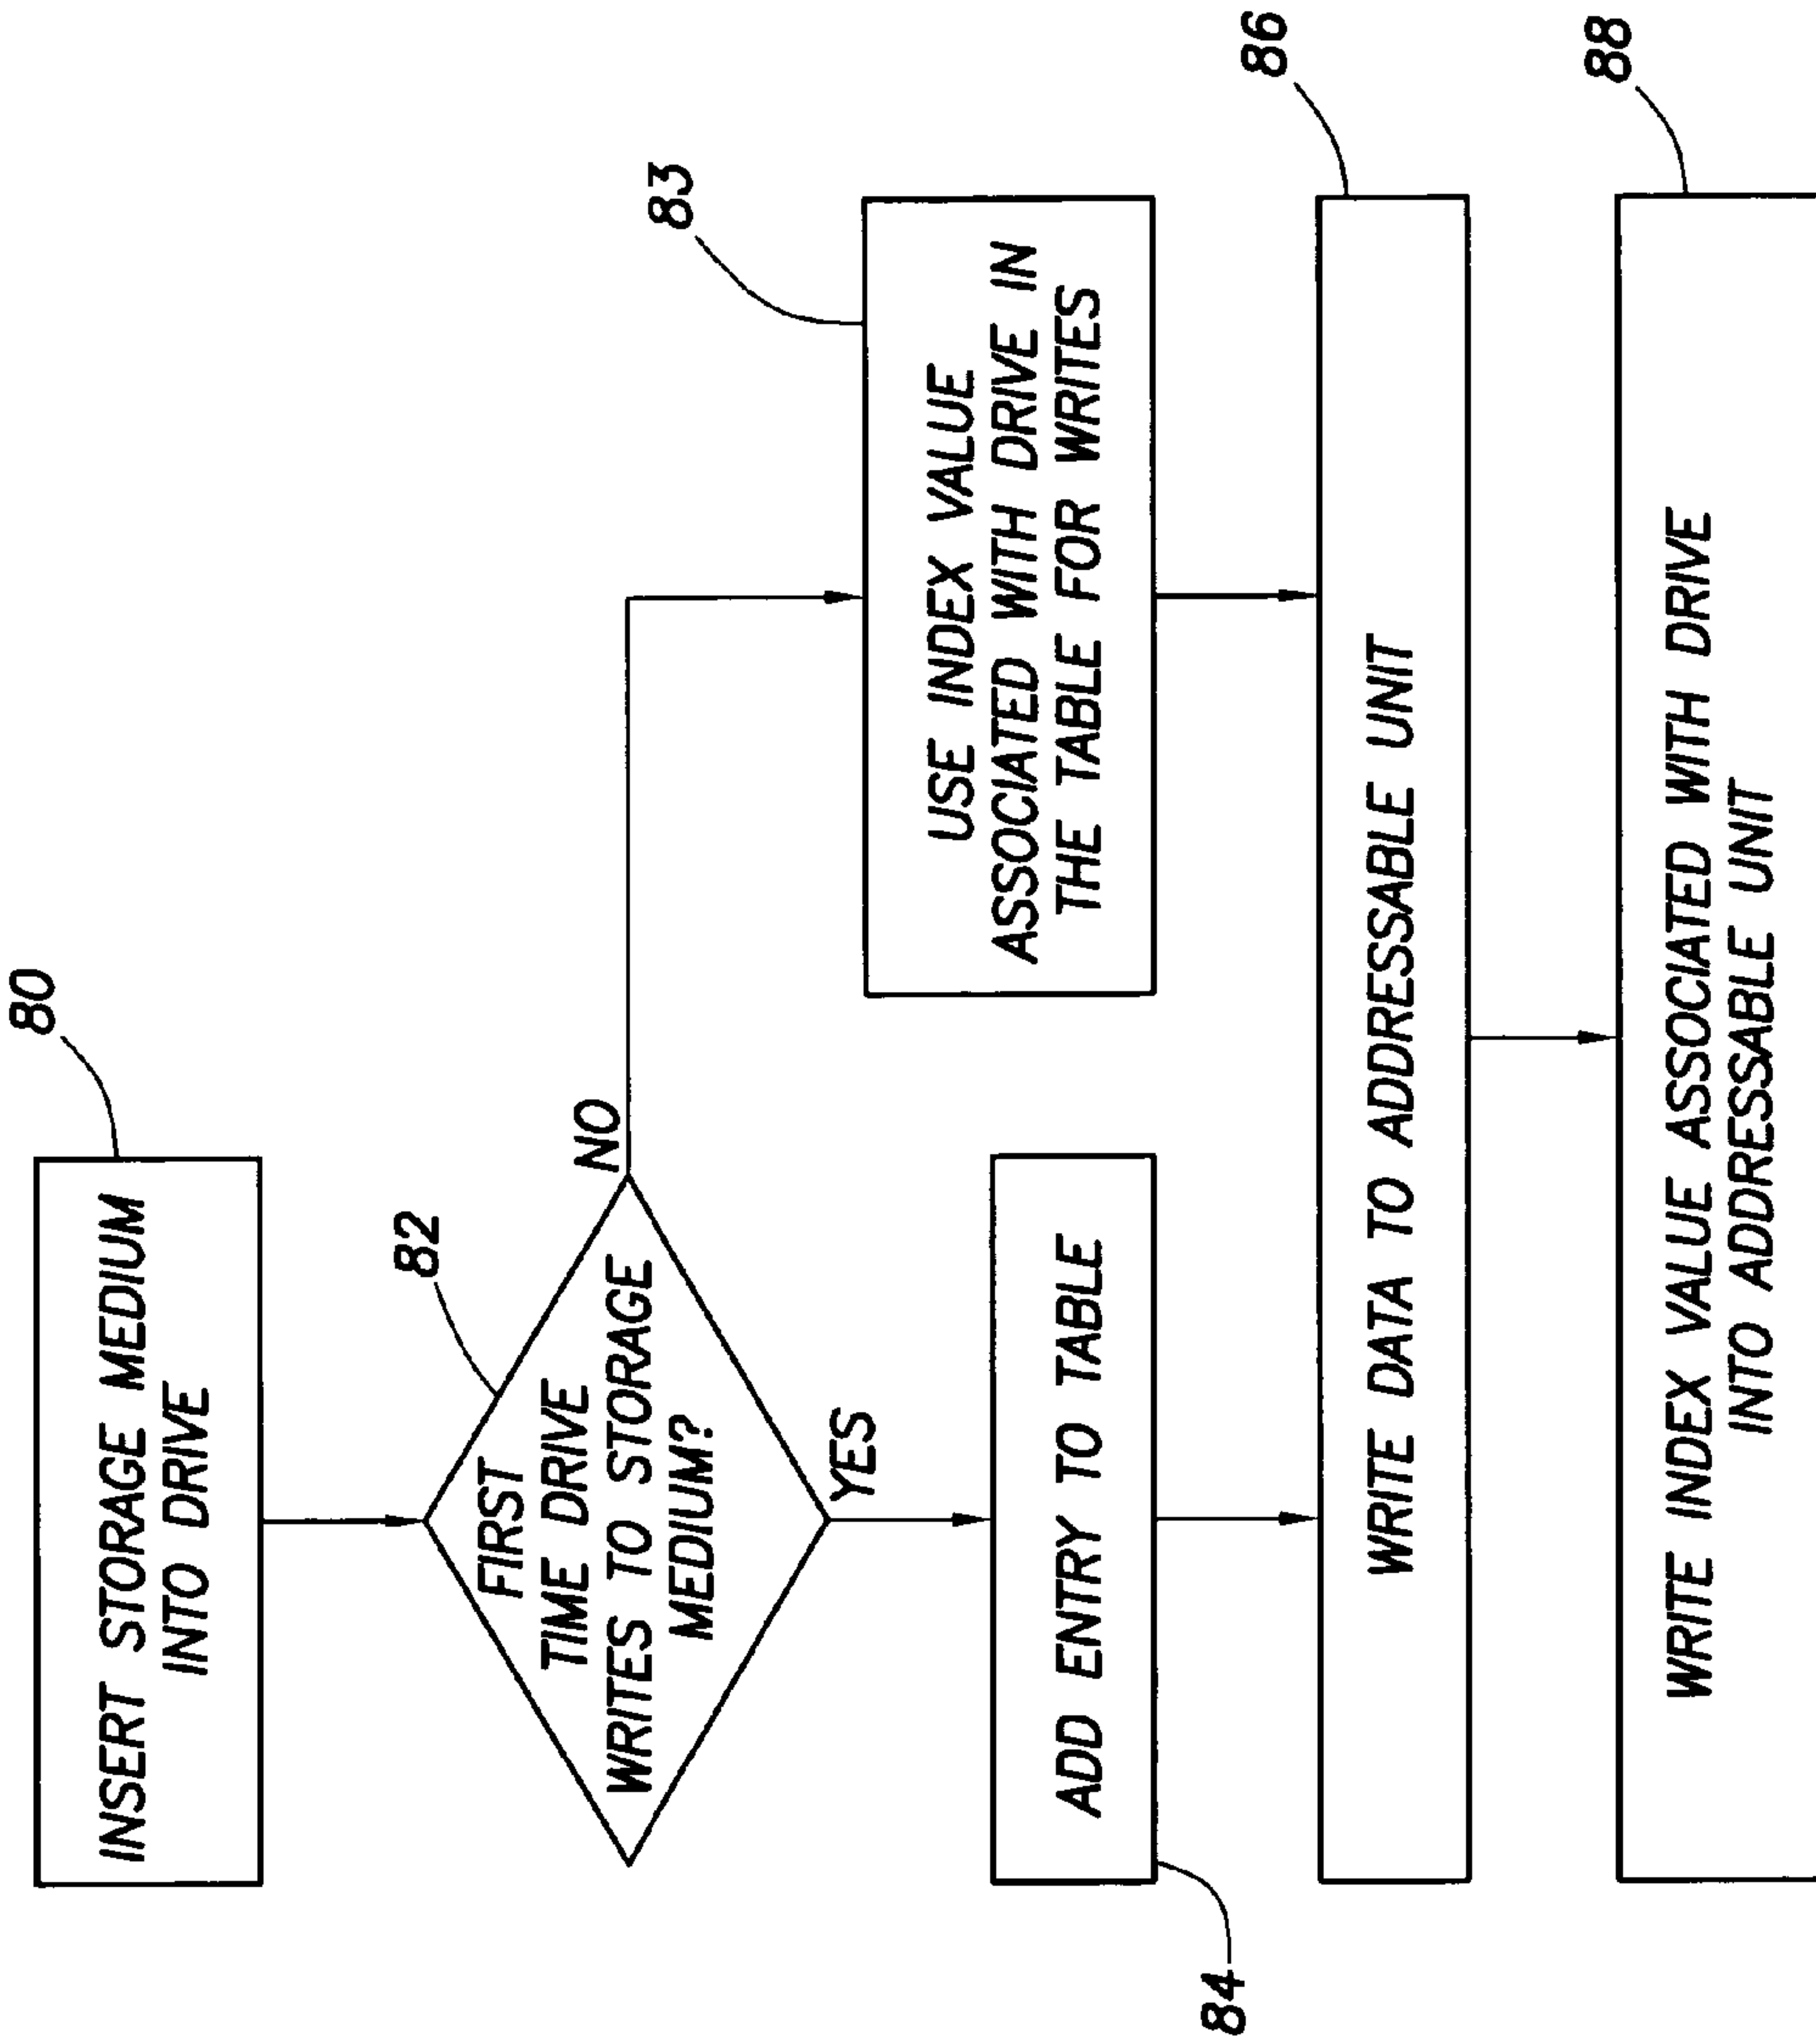 80
INSERT STORAGE MEDIUM
INTO DRIVE
82
FIRST
TIME DRIVE
WRITES TO STORAGE
MEDIUM?
NO
YES
83
USE INDEX VALUE
ASSOCIATED WITH DRIVE IN
THE TABLE FOR WRITES
84
ADD ENTRY TO TABLE
86
WRITE DATA TO ADDRESSABLE UNIT
88
WRITE INDEX VALUE ASSOCIATED WITH DRIVE
INTO ADDRESSABLE UNIT